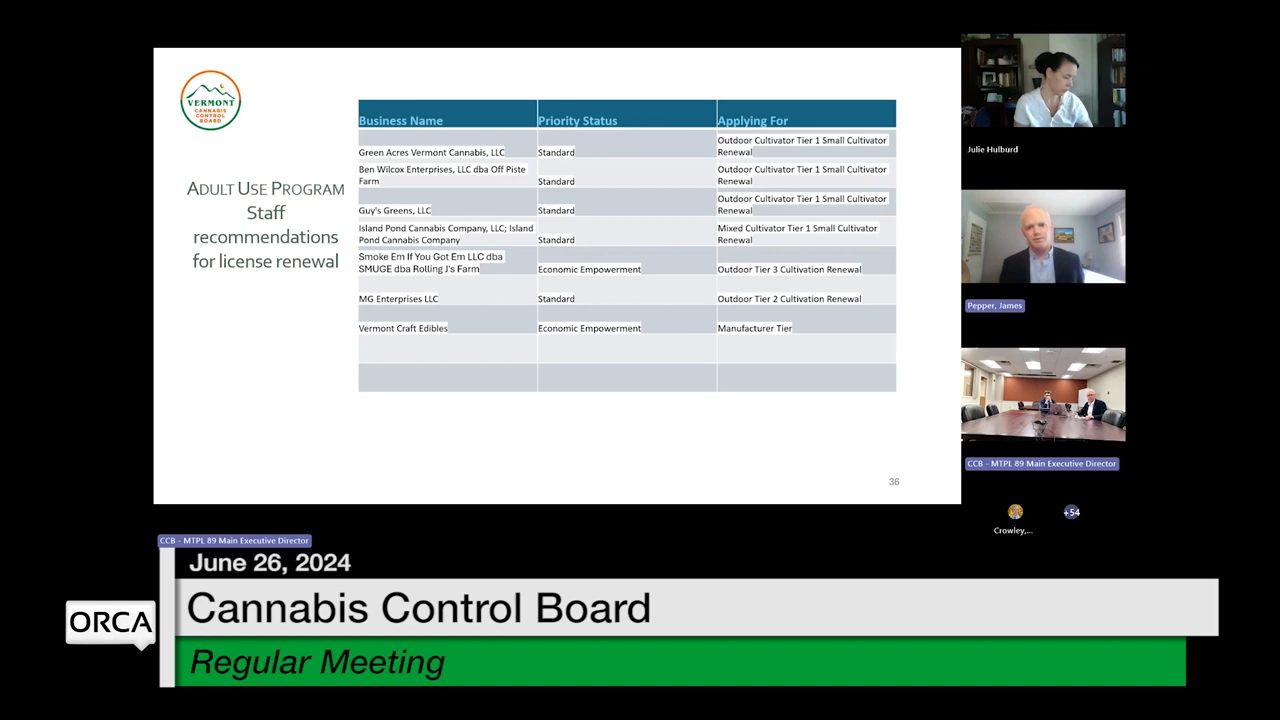 VERMONT
CANNABIS
CONTROL
BOARD
ADULT USE PROGRAM
Staff
recommendations
for license renewal
Business Name Priority Status Applying For
Green Acres Vermont Cannabis, LLC Standard Outdoor Cultivator Tier 1 Small Cultivator
Renewal
Ben Wilcox Enterprises, LLC dba Off Piste
Farm Standard Outdoor Cultivator Tier 1 Small Cultivator
Renewal
Guy's Greens, LLC Standard Outdoor Cultivator Tier 1 Small Cultivator
Renewal
Island Pond Cannabis Company, LLC; Island
Pond Cannabis Company Standard Mixed Cultivator Tier 1 Small Cultivator
Renewal
Smoke Em If You Got Em LLC dba
SMUGE dba Rolling J's Farm Economic Empowerment Outdoor Tier 3 Cultivation Renewal
MG Enterprises LLC Standard Outdoor Tier 2 Cultivation Renewal
Vermont Craft Edibles Economic Empowerment Manufacturer Tier
36
Julie Hulburd
Pepper, James
CCB - MTPL 89 Main Executive Director
+54
Crowley,...
CCB - MTPL 89 Main Executive Director
June 26, 2024
ORCA
Cannabis Control Board
Regular Meeting